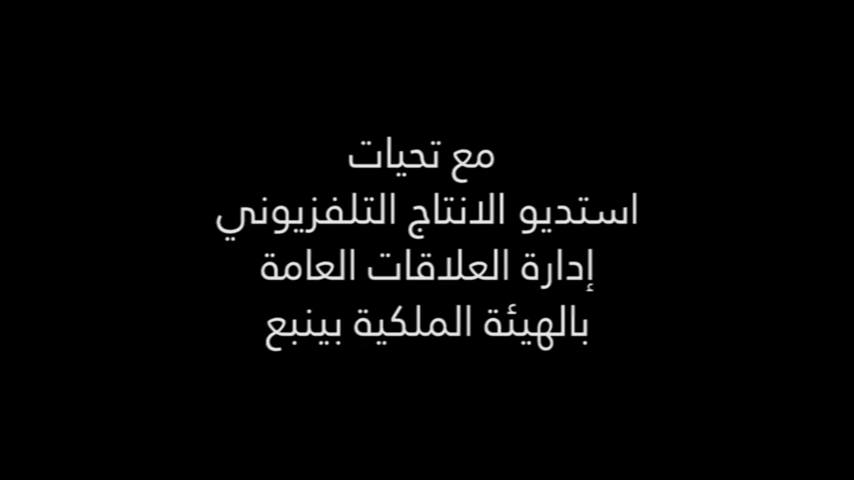 مع تحيات
استديو الانتاج التلفزيوني
إدارة العلاقات العامة
بالهيئة الملكية بينبع